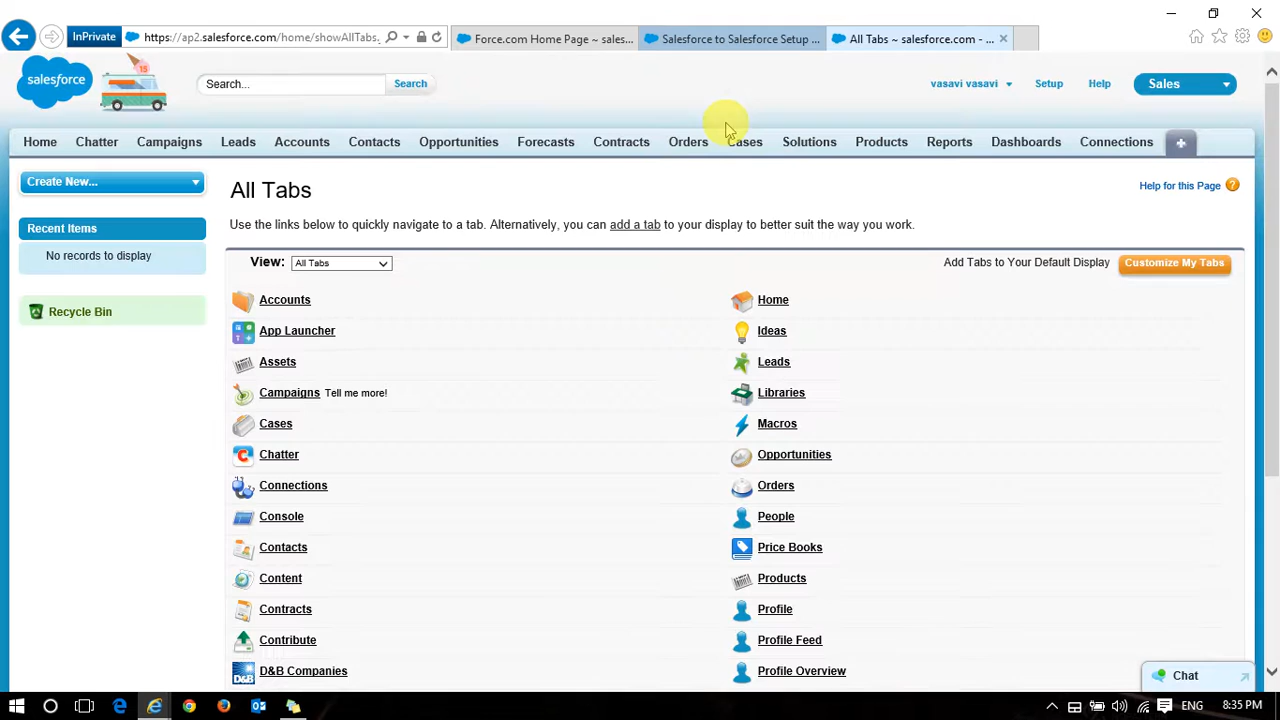 InPrivate https://ap2.salesforce.com/home/showAllTabs. Force.com Home Page ~ sales... Salesforce to Salesforce Setup ... All Tabs ~ salesforce.com - ...
salesforce 15 Search... Search vasavi vasavi Setup Help Sales
Home Chatter Campaigns Leads Accounts Contacts Opportunities Forecasts Contracts Orders Cases Solutions Products Reports Dashboards Connections +
Create New...
All Tabs
Help for this Page ?
Use the links below to quickly navigate to a tab. Alternatively, you can add a tab to your display to better suit the way you work.
Recent Items
No records to display
View: All Tabs
Add Tabs to Your Default Display Customize My Tabs
Recycle Bin
Accounts
App Launcher
Assets
Campaigns Tell me more!
Cases
Chatter
Connections
Console
Contacts
Content
Contracts
Contribute
D&B Companies
Home
Ideas
Leads
Libraries
Macros
Opportunities
Orders
People
Price Books
Products
Profile
Profile Feed
Profile Overview
Chat
ENG 8:35 PM